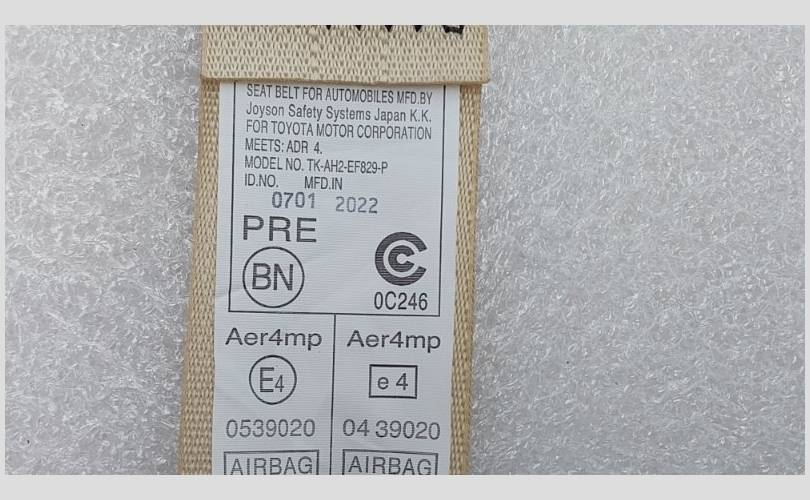 SEAT BELT FOR AUTOMOBILES MFD.BY
Joyson Safety Systems Japan K.K.
FOR TOYOTA MOTOR CORPORATION
MEETS: ADR 4.
MODEL NO. TK-AH2-EF829-P
ID.NO. MFD.IN
0701 2022
PRE
BN
0C246
Aer4mp Aer4mp
E4 e 4
0539020 04 39020
AIRBAG AIRBAG